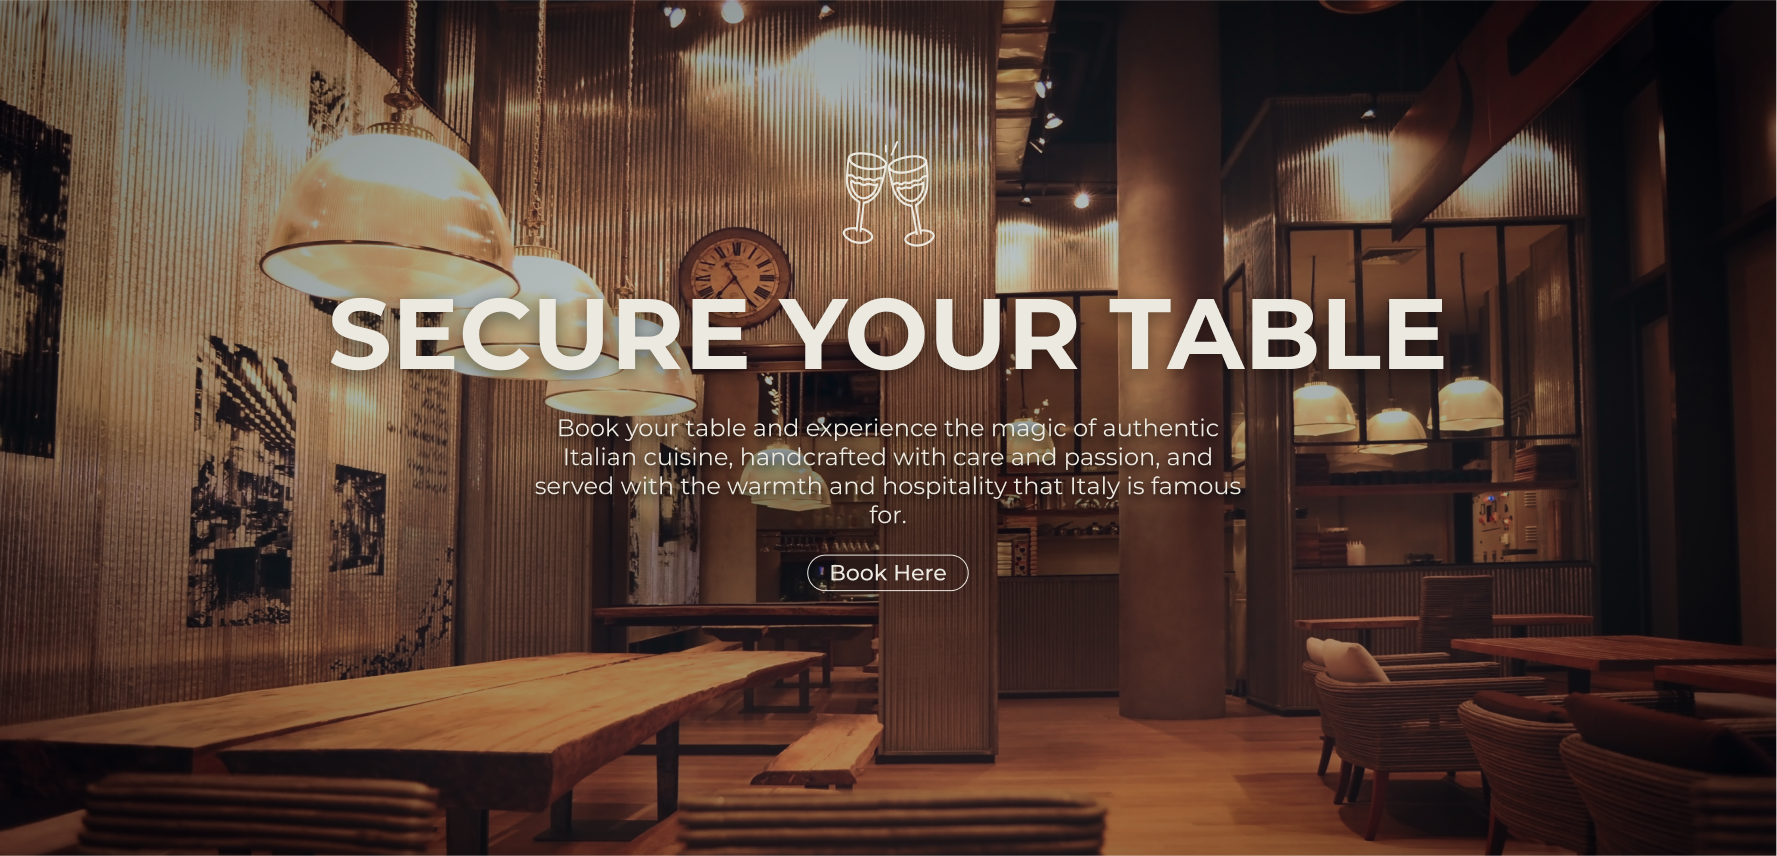 SECURE YOUR TABLE
Book your table and experience the magic of authentic
Italian cuisine, handcrafted with care and passion, and
served with the warmth and hospitality that Italy is famous
for.
Book Here